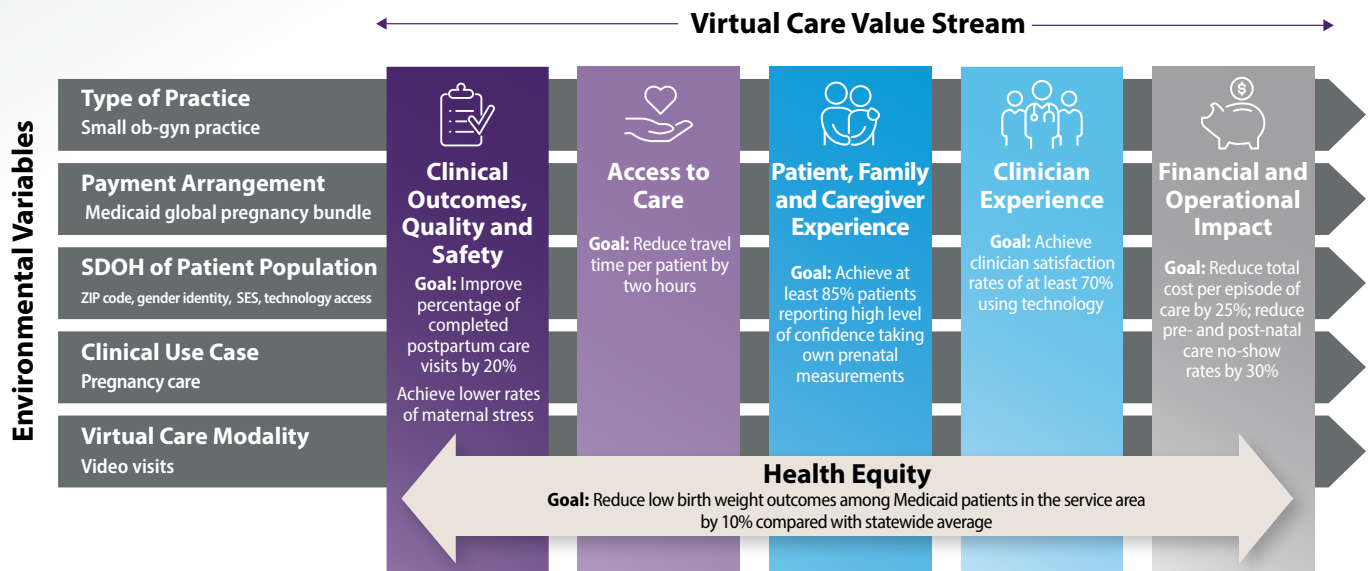 Virtual Care Value Stream
Environmental Variables
Type of Practice
Small ob-gyn practice
Payment Arrangement
Medicaid global pregnancy bundle
SDOH of Patient Population
ZIP code, gender identity, SES, technology access
Clinical Use Case
Pregnancy care
Virtual Care Modality
Video visits
Clinical
Outcomes,
Quality and
Safety
Goal: Improve
percentage of
completed
postpartum care
visits by 20%
Achieve lower rates
of maternal stress
Access to
Care
Goal: Reduce travel
time per patient by
two hours
Patient, Family
and Caregiver
Experience
Goal: Achieve at
least 85% patients
reporting high level
of confidence taking
own prenatal
measurements
Clinician
Experience
Goal: Achieve
clinician satisfaction
rates of at least 70%
using technology
$
Financial and
Operational
Impact
Goal: Reduce total
cost per episode of
care by 25%; reduce
pre- and post-natal
care no-show
rates by 30%
Health Equity
Goal: Reduce low birth weight outcomes among Medicaid patients in the service area
by 10% compared with statewide average